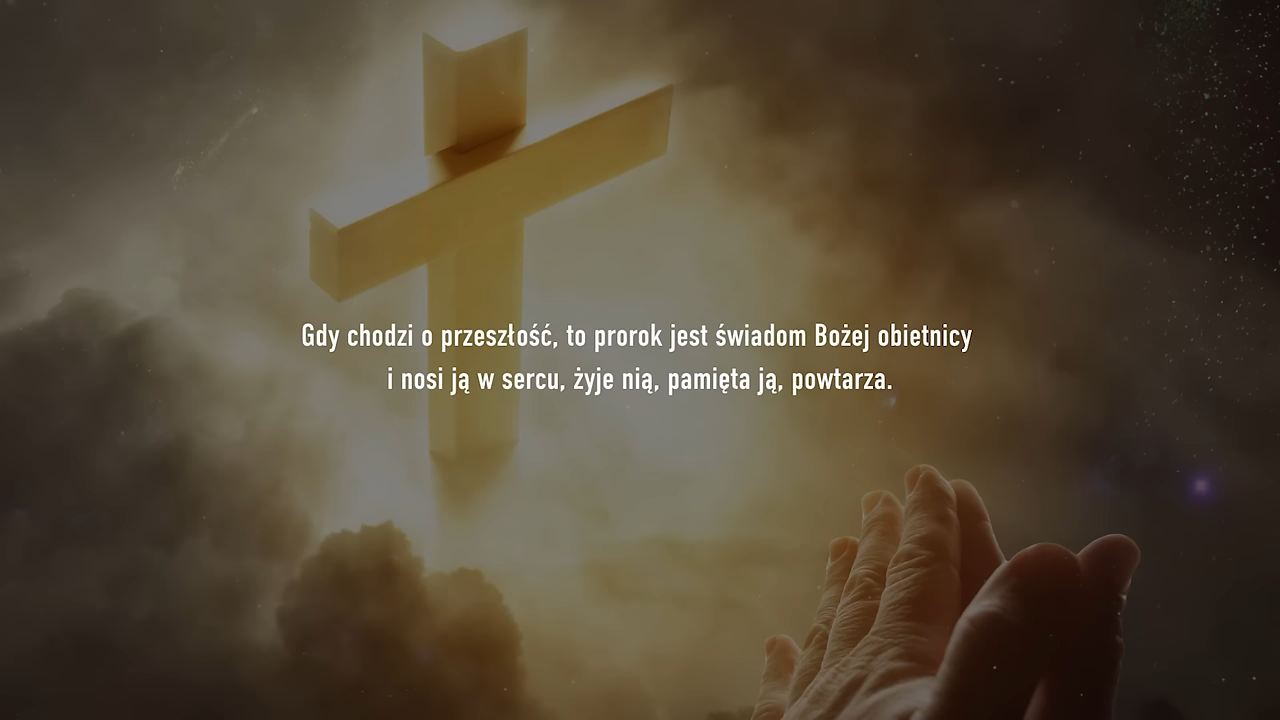 Gdy chodzi o przeszłość, to prorok jest świadom Bożej obietnicy
i nosi ją w sercu, żyje nią, pamięta ją, powtarza.